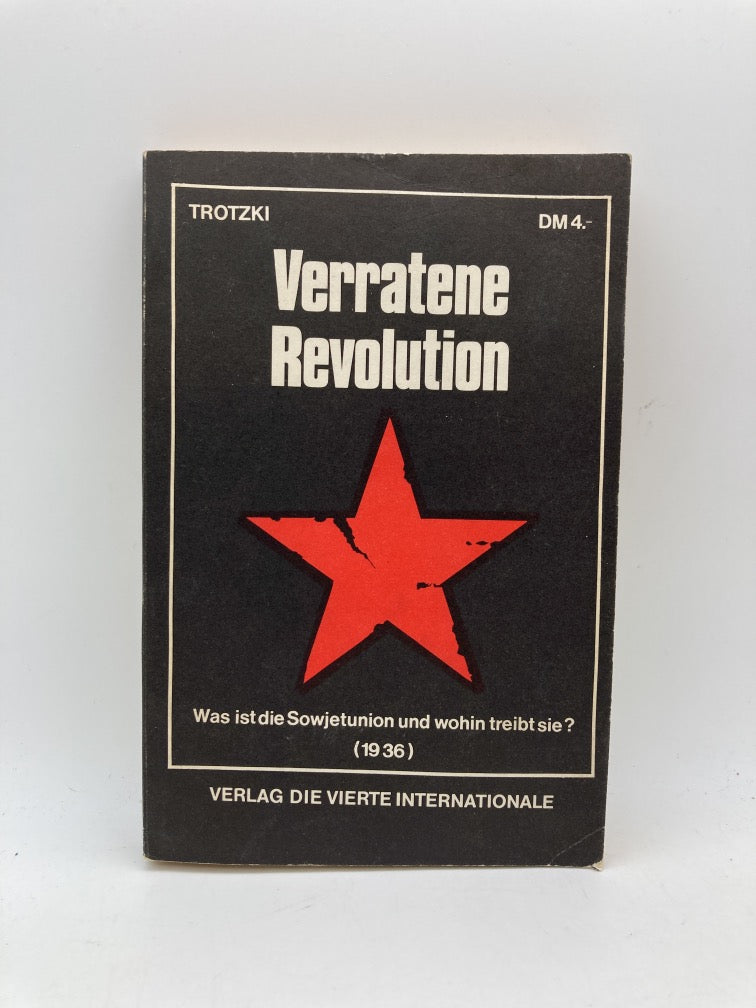 TROTZKI
DM 4.-
Verratene
Revolution
Was ist die Sowjetunion und wohin treibt sie?
(1936)
VERLAG DIE VIERTE INTERNATIONALE